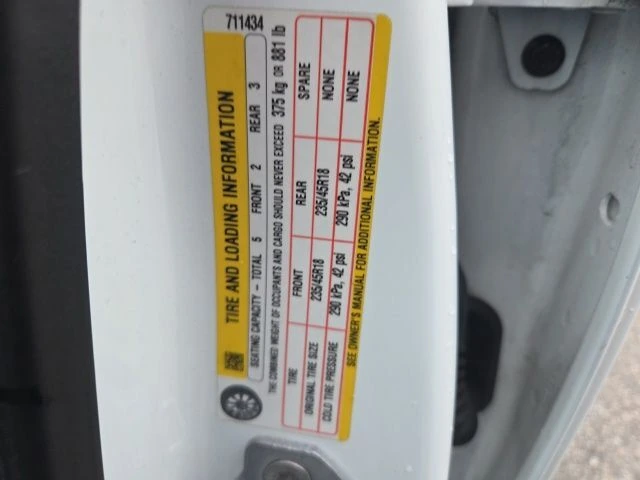 711434
TIRE AND LOADING INFORMATION
SEATING CAPACITY - TOTAL 5 FRONT 2 REAR 3
THE COMBINED WEIGHT OF OCCUPANTS AND CARGO SHOULD NEVER EXCEED 375 kg OR 881 lb
TIRE FRONT REAR SPARE
ORIGINAL TIRE SIZE 235/45R18 235/45R18 NONE
COLD TIRE PRESSURE 290 kPa, 42 psi 290 kPa, 42 psi NONE
SEE OWNER'S MANUAL FOR ADDITIONAL INFORMATION.